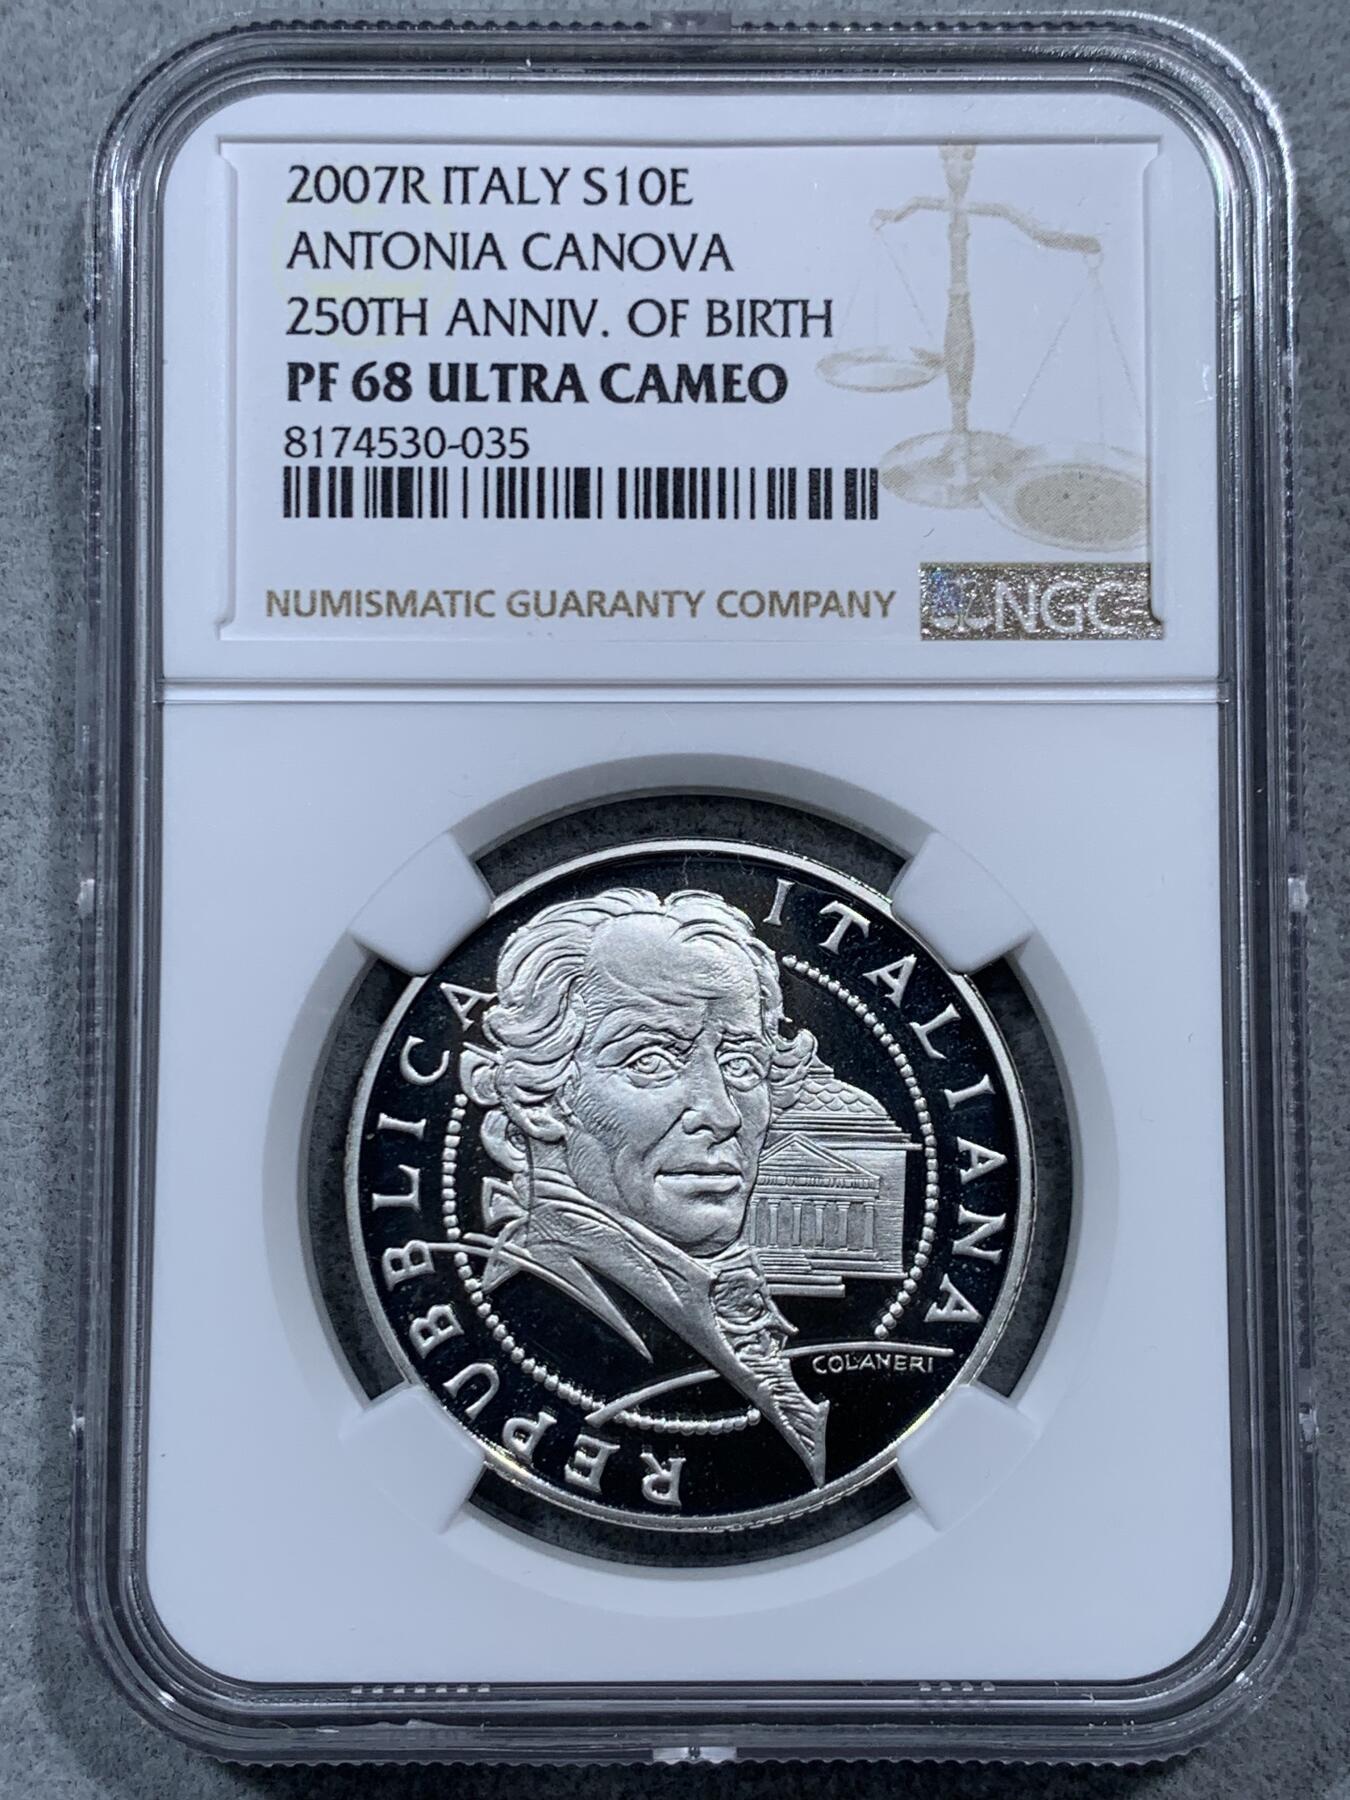 2007R ITALY S10E
ANTONIA CANOVA
250TH ANNIV. OF BIRTH
PF 68 ULTRA CAMEO
8174530-035
NUMISMATIC GUARANTY COMPANY
NGC
REPUBBLICA ITALIANA
COLANERI